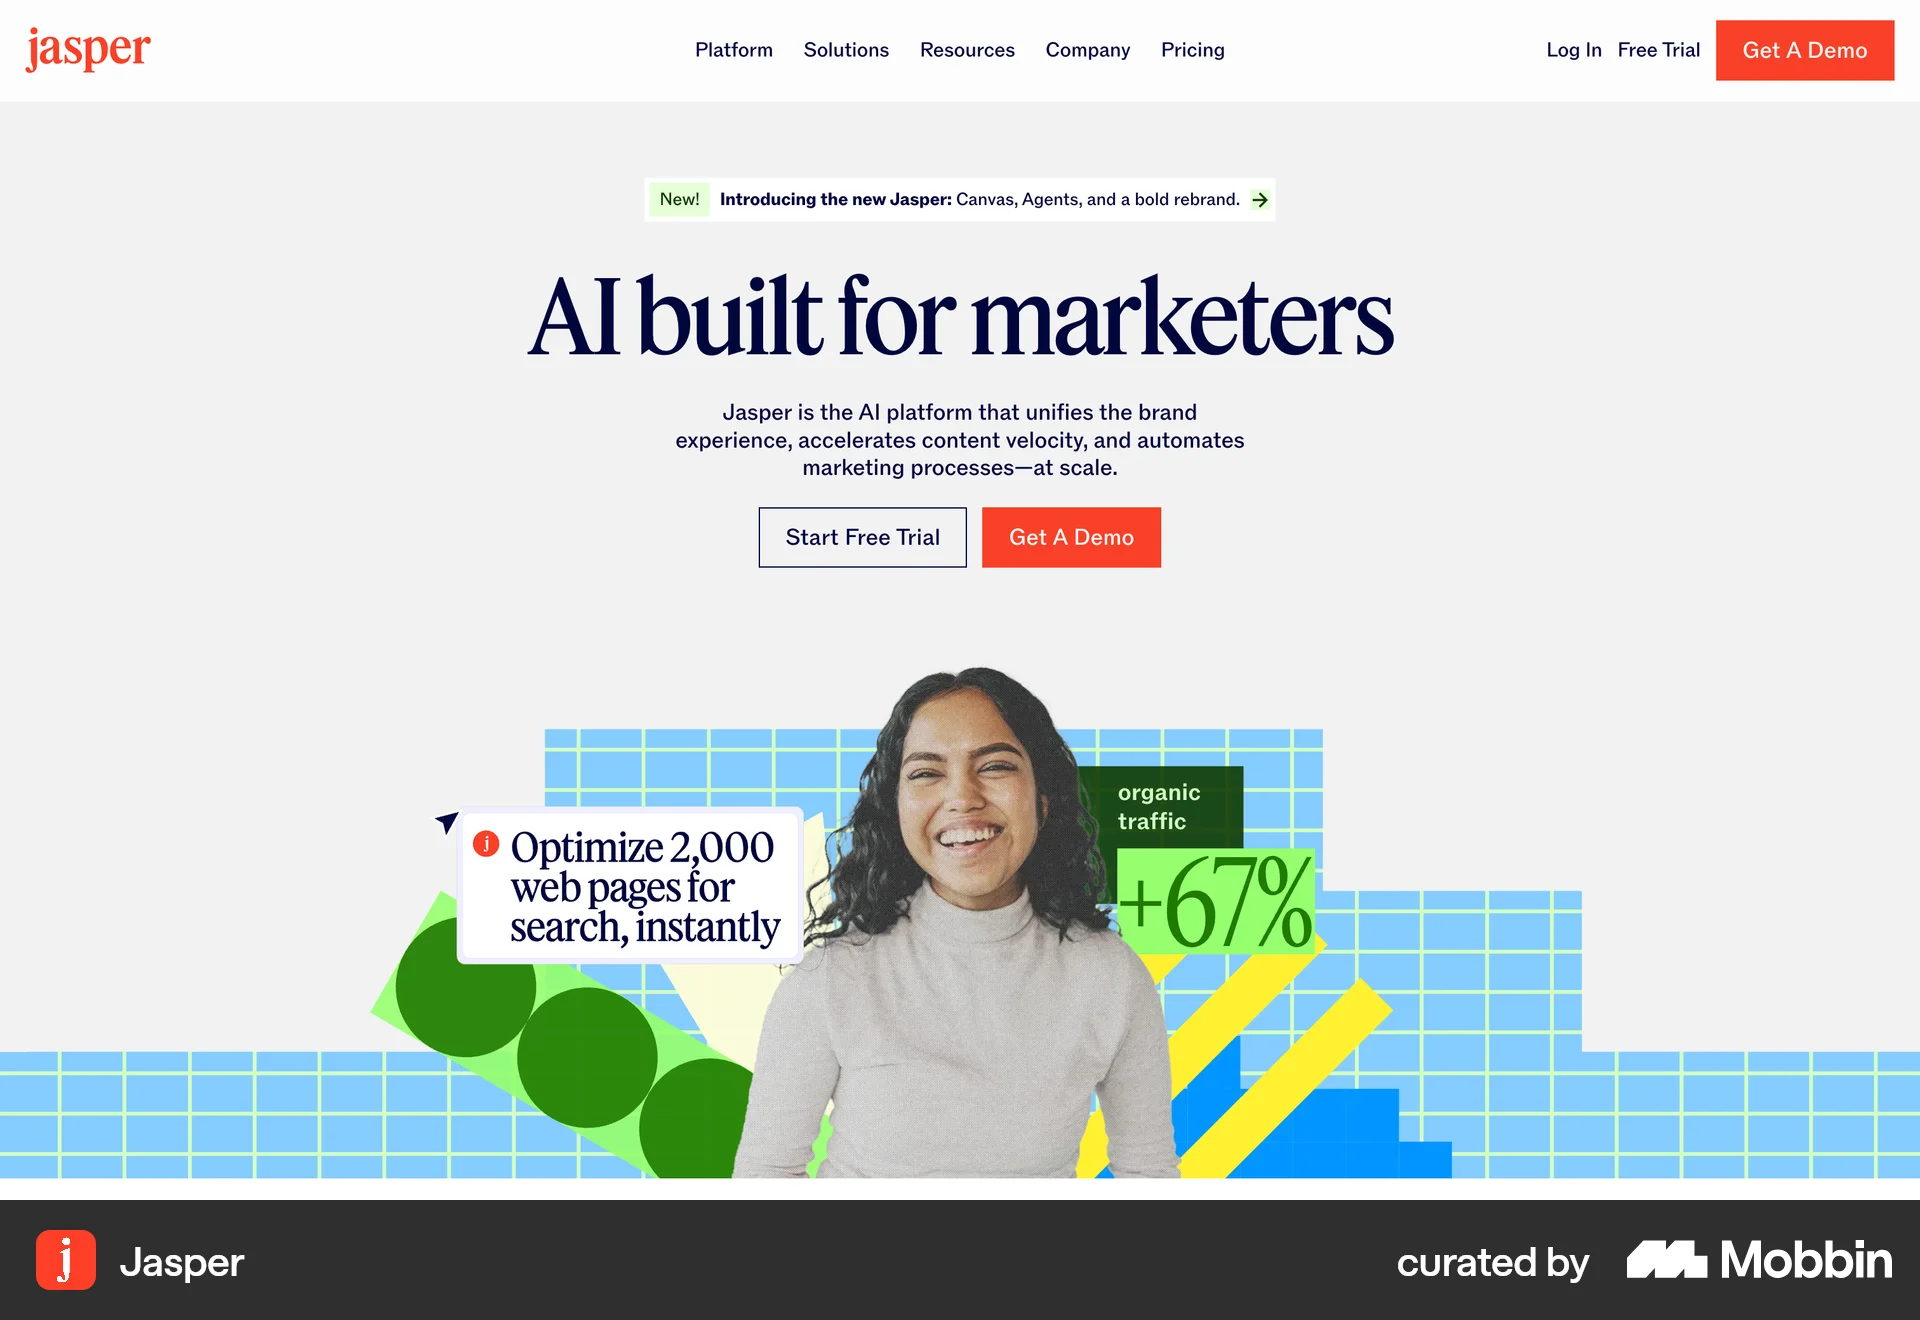 jasper
Platform Solutions Resources Company Pricing
Log In Free Trial Get A Demo
New! Introducing the new Jasper: Canvas, Agents, and a bold rebrand.
AI built for marketers
Jasper is the AI platform that unifies the brand
experience, accelerates content velocity, and automates
marketing processes—at scale.
Start Free Trial Get A Demo
organic
traffic
+67%
j
Optimize 2,000
web pages for
search, instantly
j
Jasper
curated by Mobbin